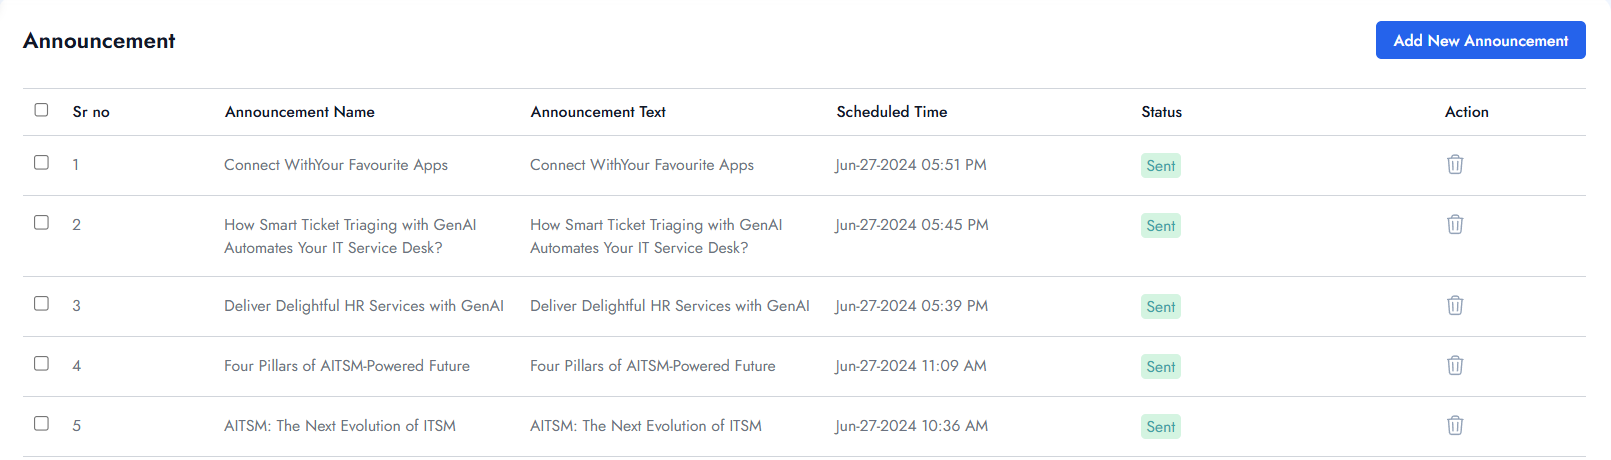 Announcement
Add New Announcement
Sr no Announcement Name Announcement Text Scheduled Time Status Action
1 Connect WithYour Favourite Apps Connect WithYour Favourite Apps Jun-27-2024 05:51 PM Sent
2 How Smart Ticket Triaging with GenAI How Smart Ticket Triaging with GenAI Jun-27-2024 05:45 PM Sent
Automates Your IT Service Desk? Automates Your IT Service Desk?
3 Deliver Delightful HR Services with GenAI Deliver Delightful HR Services with GenAI Jun-27-2024 05:39 PM Sent
4 Four Pillars of AITSM-Powered Future Four Pillars of AITSM-Powered Future Jun-27-2024 11:09 AM Sent
5 AITSM: The Next Evolution of ITSM AITSM: The Next Evolution of ITSM Jun-27-2024 10:36 AM Sent